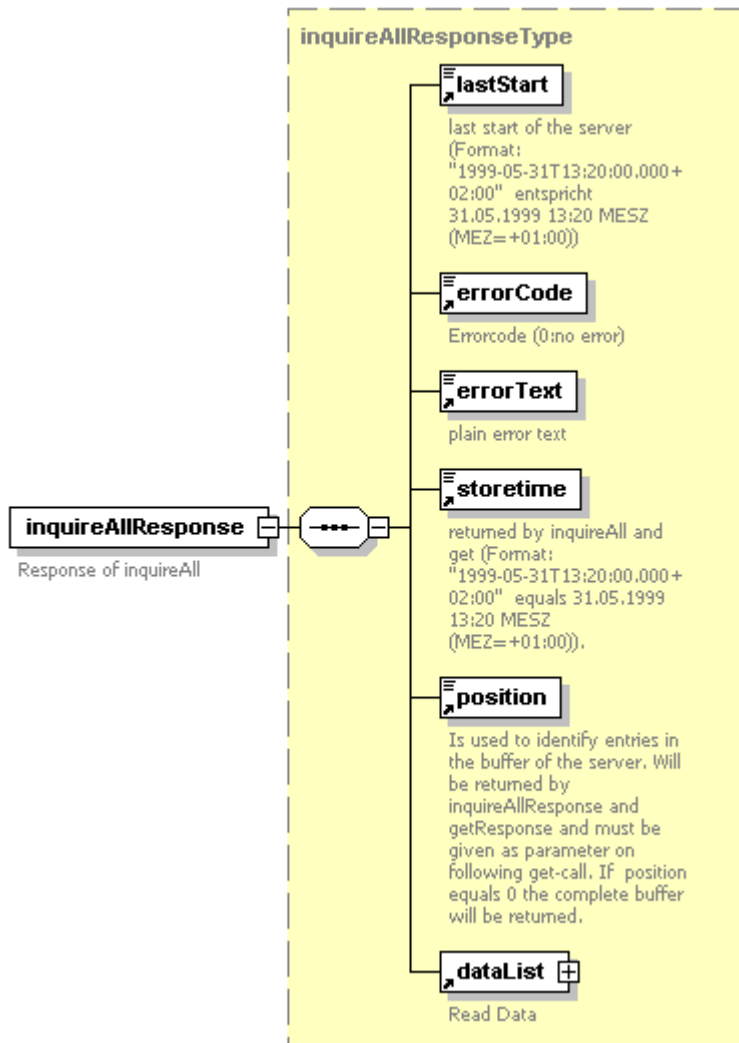 inquireAllResponseType
lastStart
last start of the server
(Format:
"1999-05-31T13:20:00.000+
02:00"  entspricht
31.05.1999 13:20 MESZ
(MEZ=+01:00))
errorCode
Errorcode (0:no error)
errorText
plain error text
storetime
returned by inquireAll and
get (Format:
"1999-05-31T13:20:00.000+
02:00"  equals 31.05.1999
13:20 MESZ
(MEZ=+01:00)).
inquireAllResponse
Response of inquireAll
position
Is used to identify entries in
the buffer of the server. Will
be returned by
inquireAllResponse and
getResponse and must be
given as parameter on
following get-call. If  position
equals 0 the complete buffer
will be returned.
dataList
Read Data